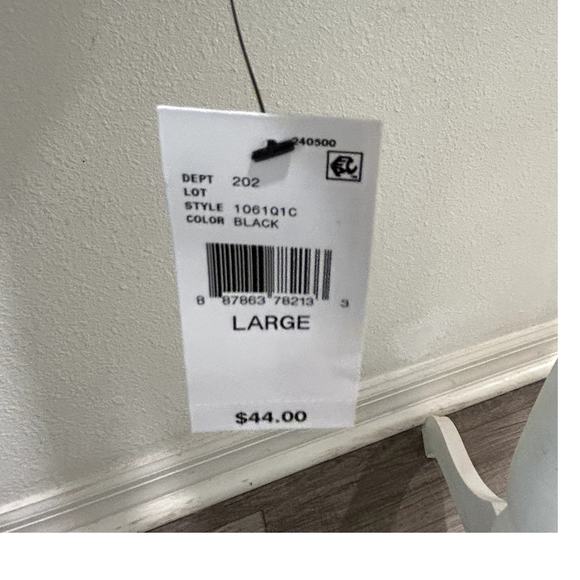 240500
DEPT 202
LOT
STYLE 1061Q1C
COLOR BLACK
8 87863 78213 3
LARGE
$44.00